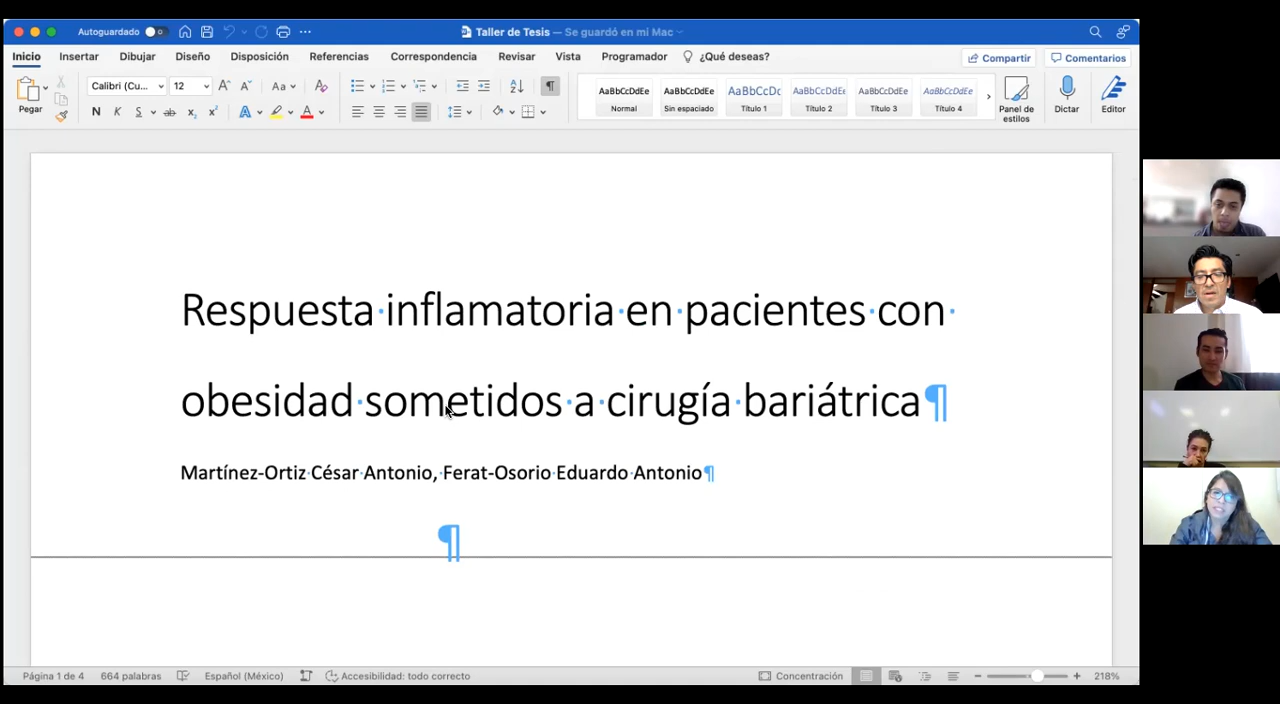 Autoguardado
Taller de Tesis — Se guardó en mi Mac
Inicio Insertar Dibujar Diseño Disposición Referencias Correspondencia Revisar Vista Programador ¿Qué deseas? Compartir Comentarios
Pegar
Calibri (Cu... 12
N K S ab x₂ x²
AaBbCcDdEe Normal
AaBbCcDdEe Sin espaciado
AaBbCcDc Título 1
AaBbCcDdEe Título 2
AaBbCcDdEe Título 3
AaBbCcDdEe Título 4
Panel de estilos
Dictar
Editor
Respuesta inflamatoria en pacientes con
obesidad sometidos a cirugía bariátrica¶
Martínez-Ortiz César Antonio, Ferat-Osorio Eduardo Antonio¶
¶
Página 1 de 4 664 palabras Español (México) Accesibilidad: todo correcto Concentración 218%